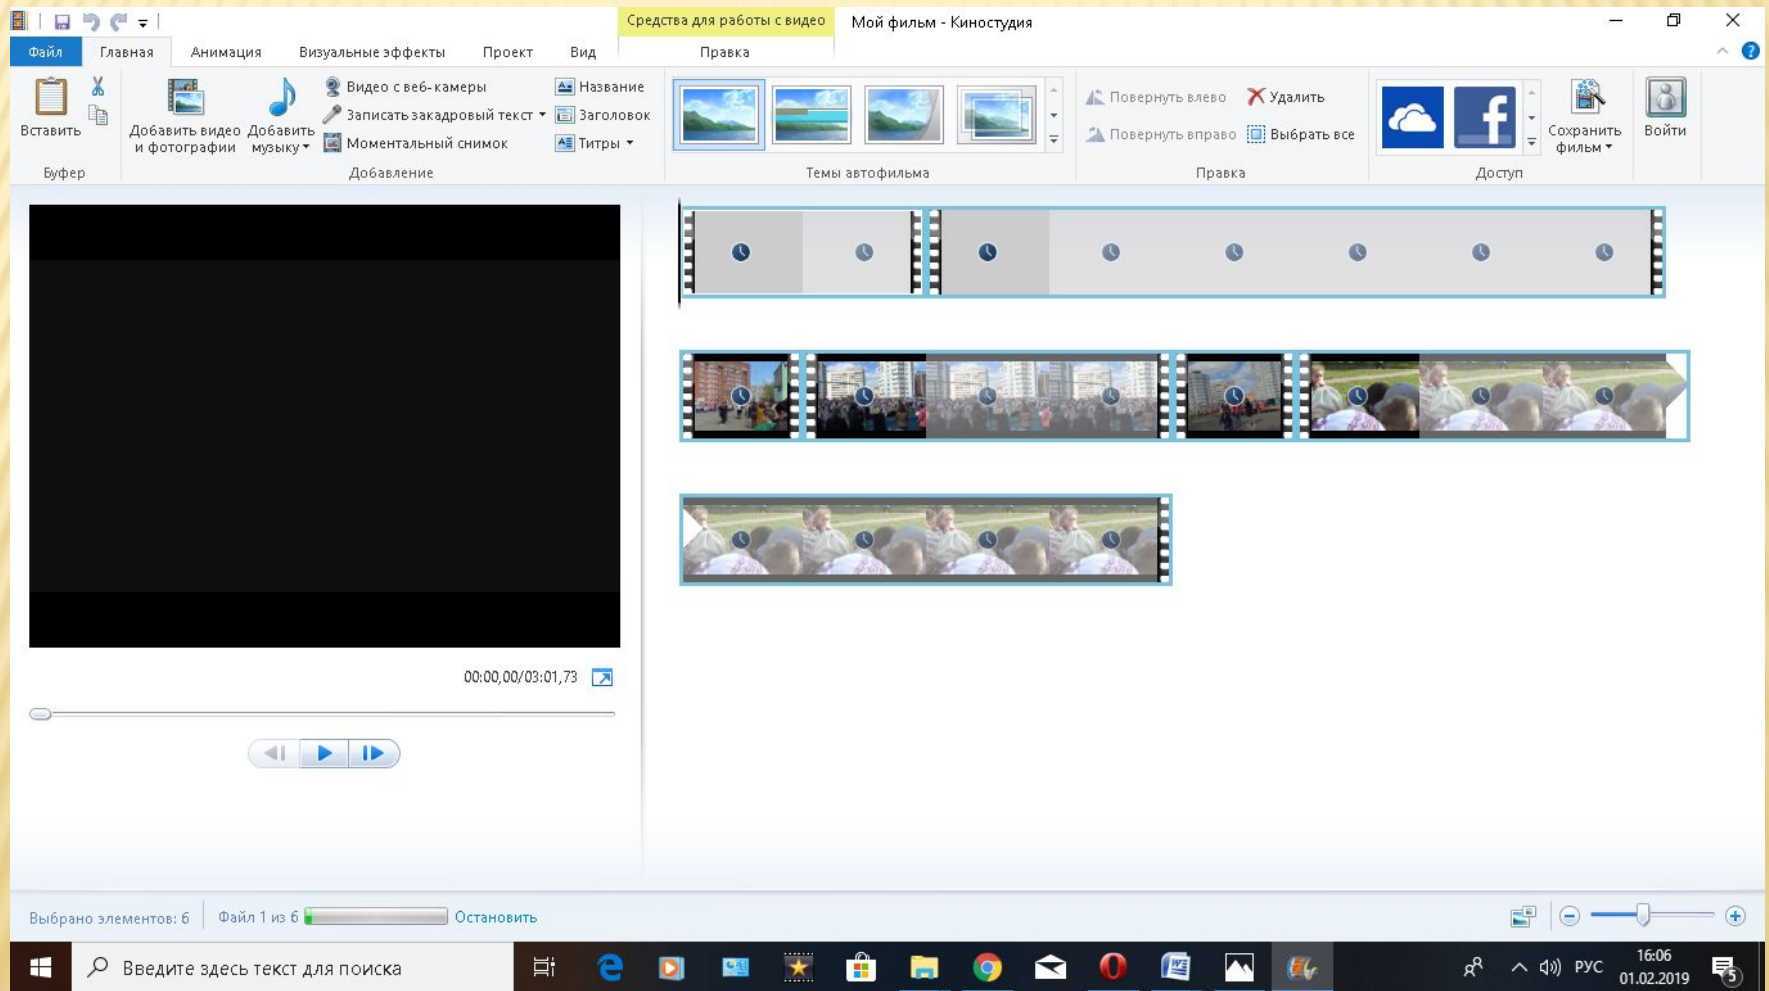 Средства для работы с видео
Мой фильм - Киностудия
Файл
Главная
Анимация
Визуальные эффекты
Проект
Вид
Правка
Вставить
Добавить видео
и фотографии
Добавить
музыку
Видео с веб-камеры
Записать закадровый текст
Моментальный снимок
Название
Заголовок
Титры
Повернуть влево
Повернуть вправо
Удалить
Выбрать все
Сохранить
фильм
Войти
Буфер
Добавление
Темы автофильма
Правка
Доступ
00:00,00/03:01,73
Выбрано элементов: 6
Файл 1 из 6
Остановить
Введите здесь текст для поиска
РУС
16:06
01.02.2019
5